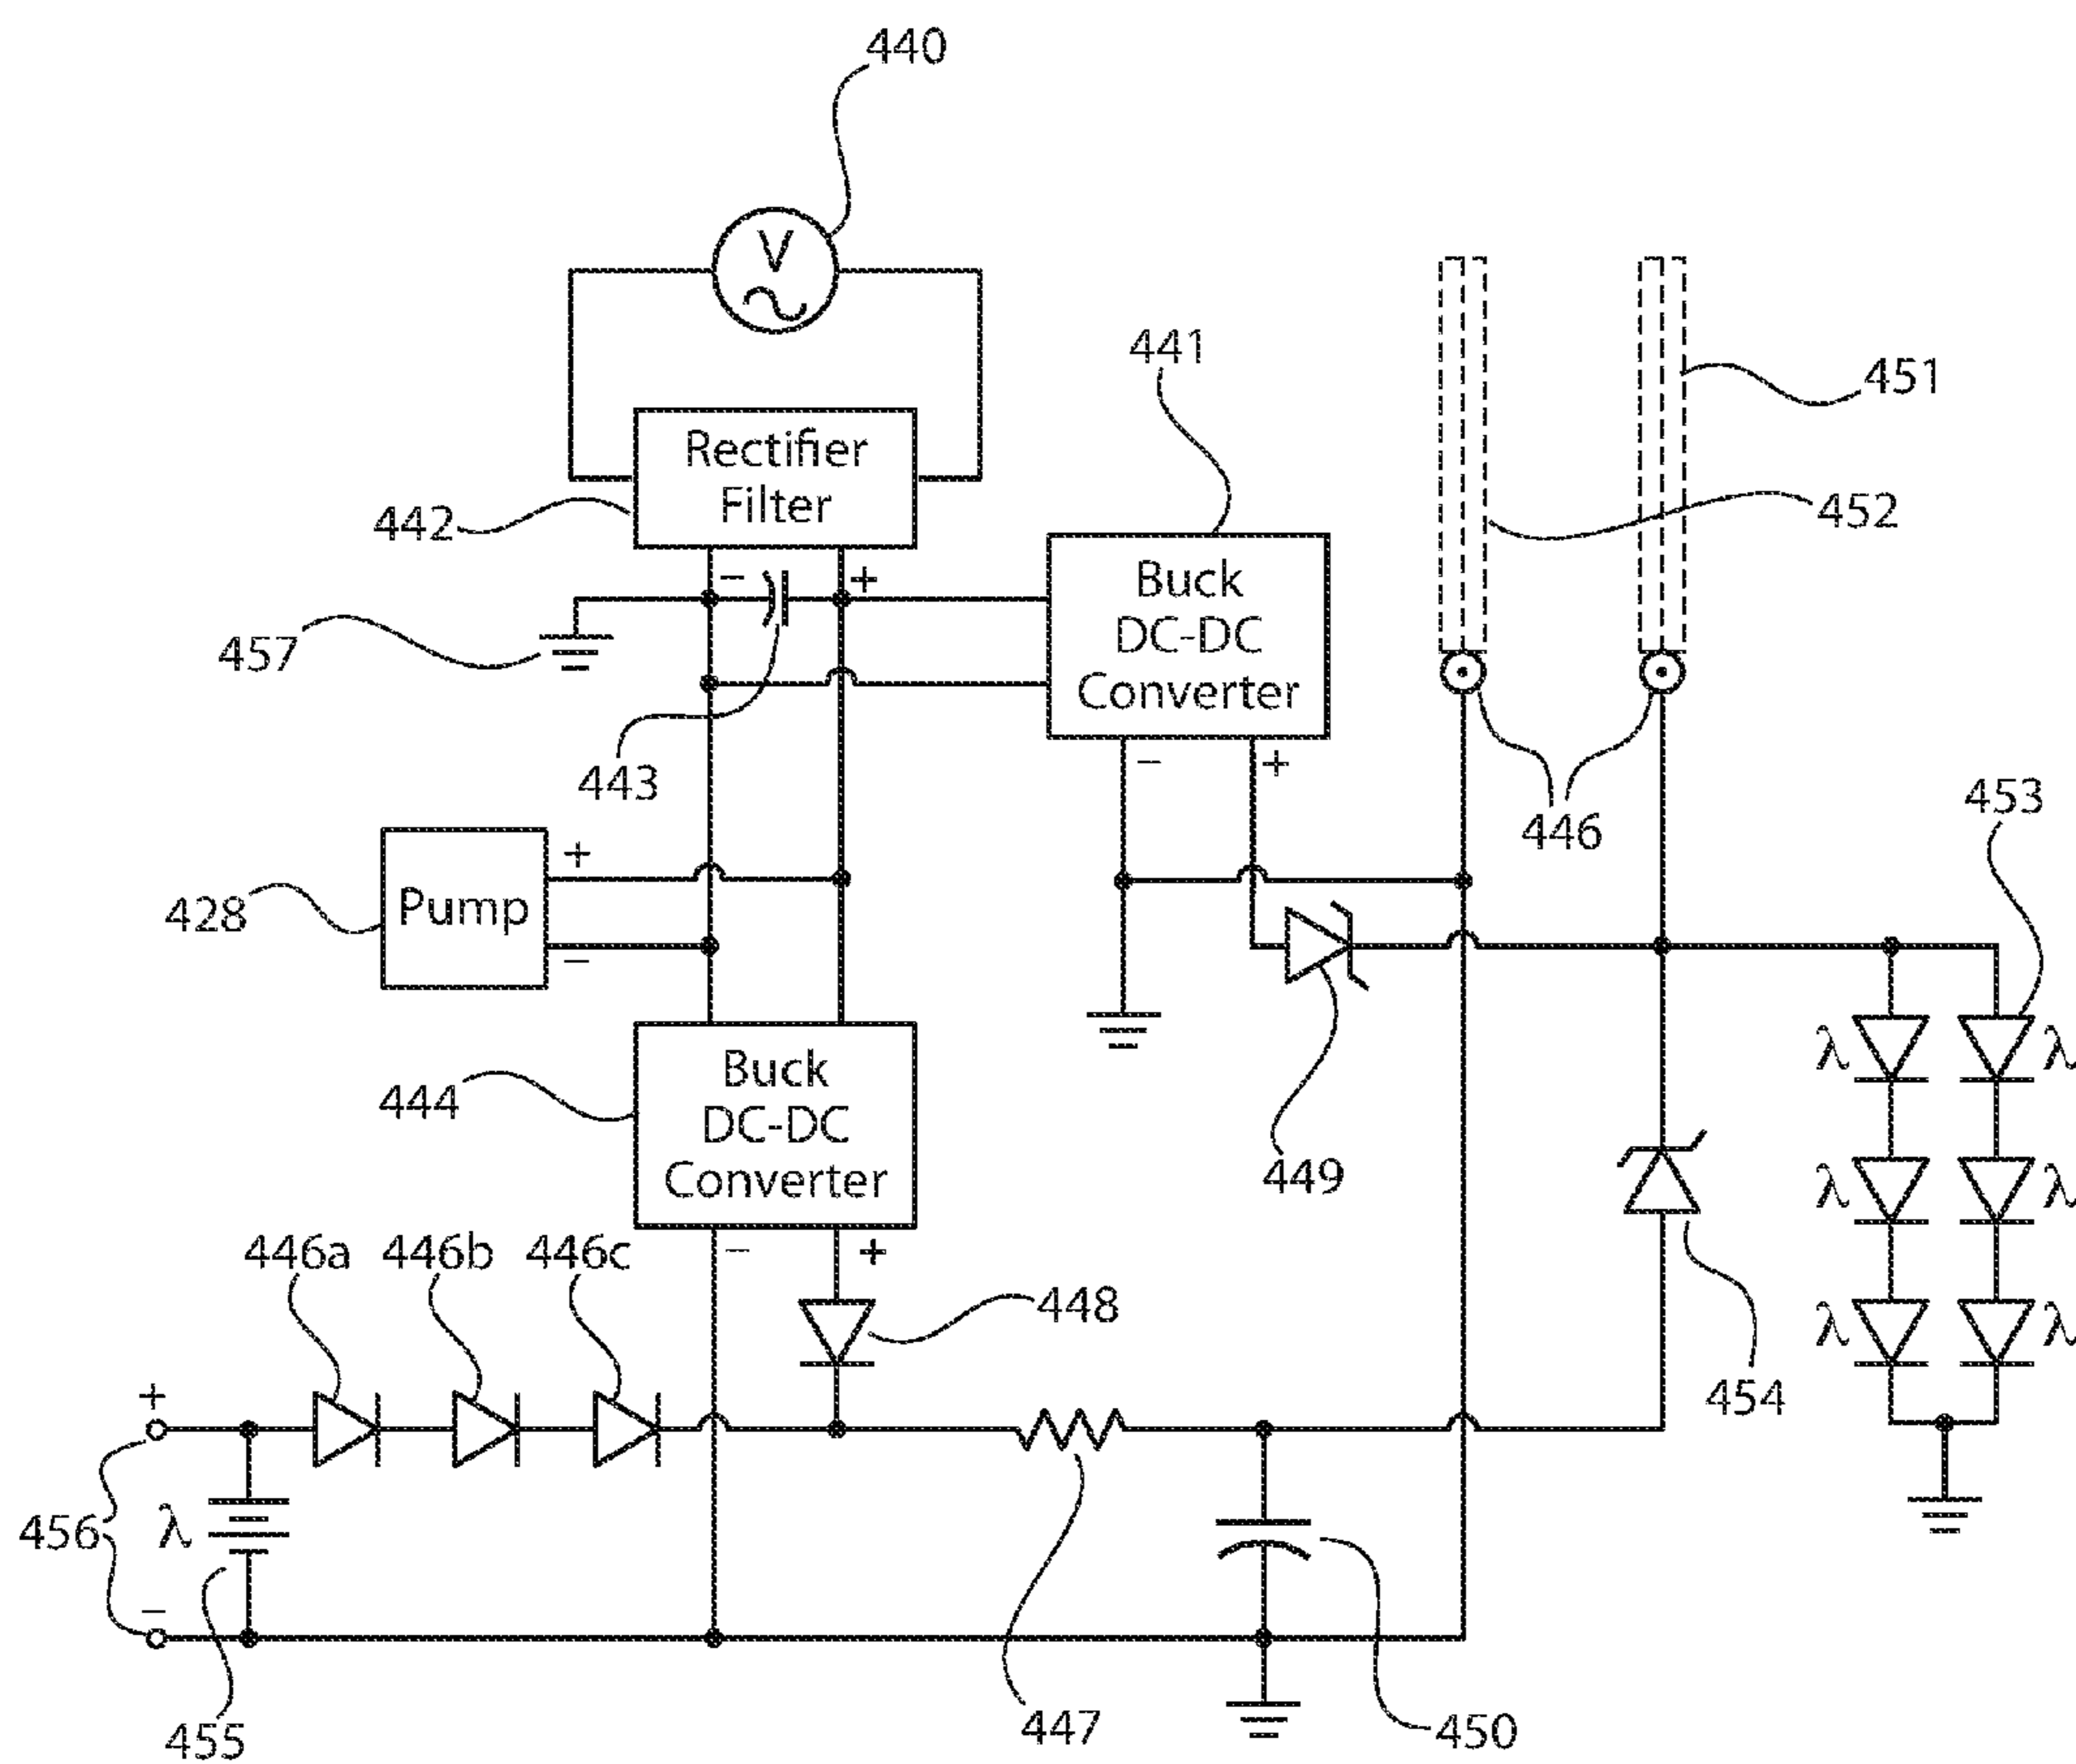 440
V
441
451
Rectifier
Filter
442
452
Buck
DC-DC
Converter
− +
457
443
− +
453
446
Pump
+
−
428
λ λ
Buck
DC-DC
Converter
444
449
λ λ
446a 446b 446c
− +
448
λ λ
454
+
456
λ
−
455
447
450